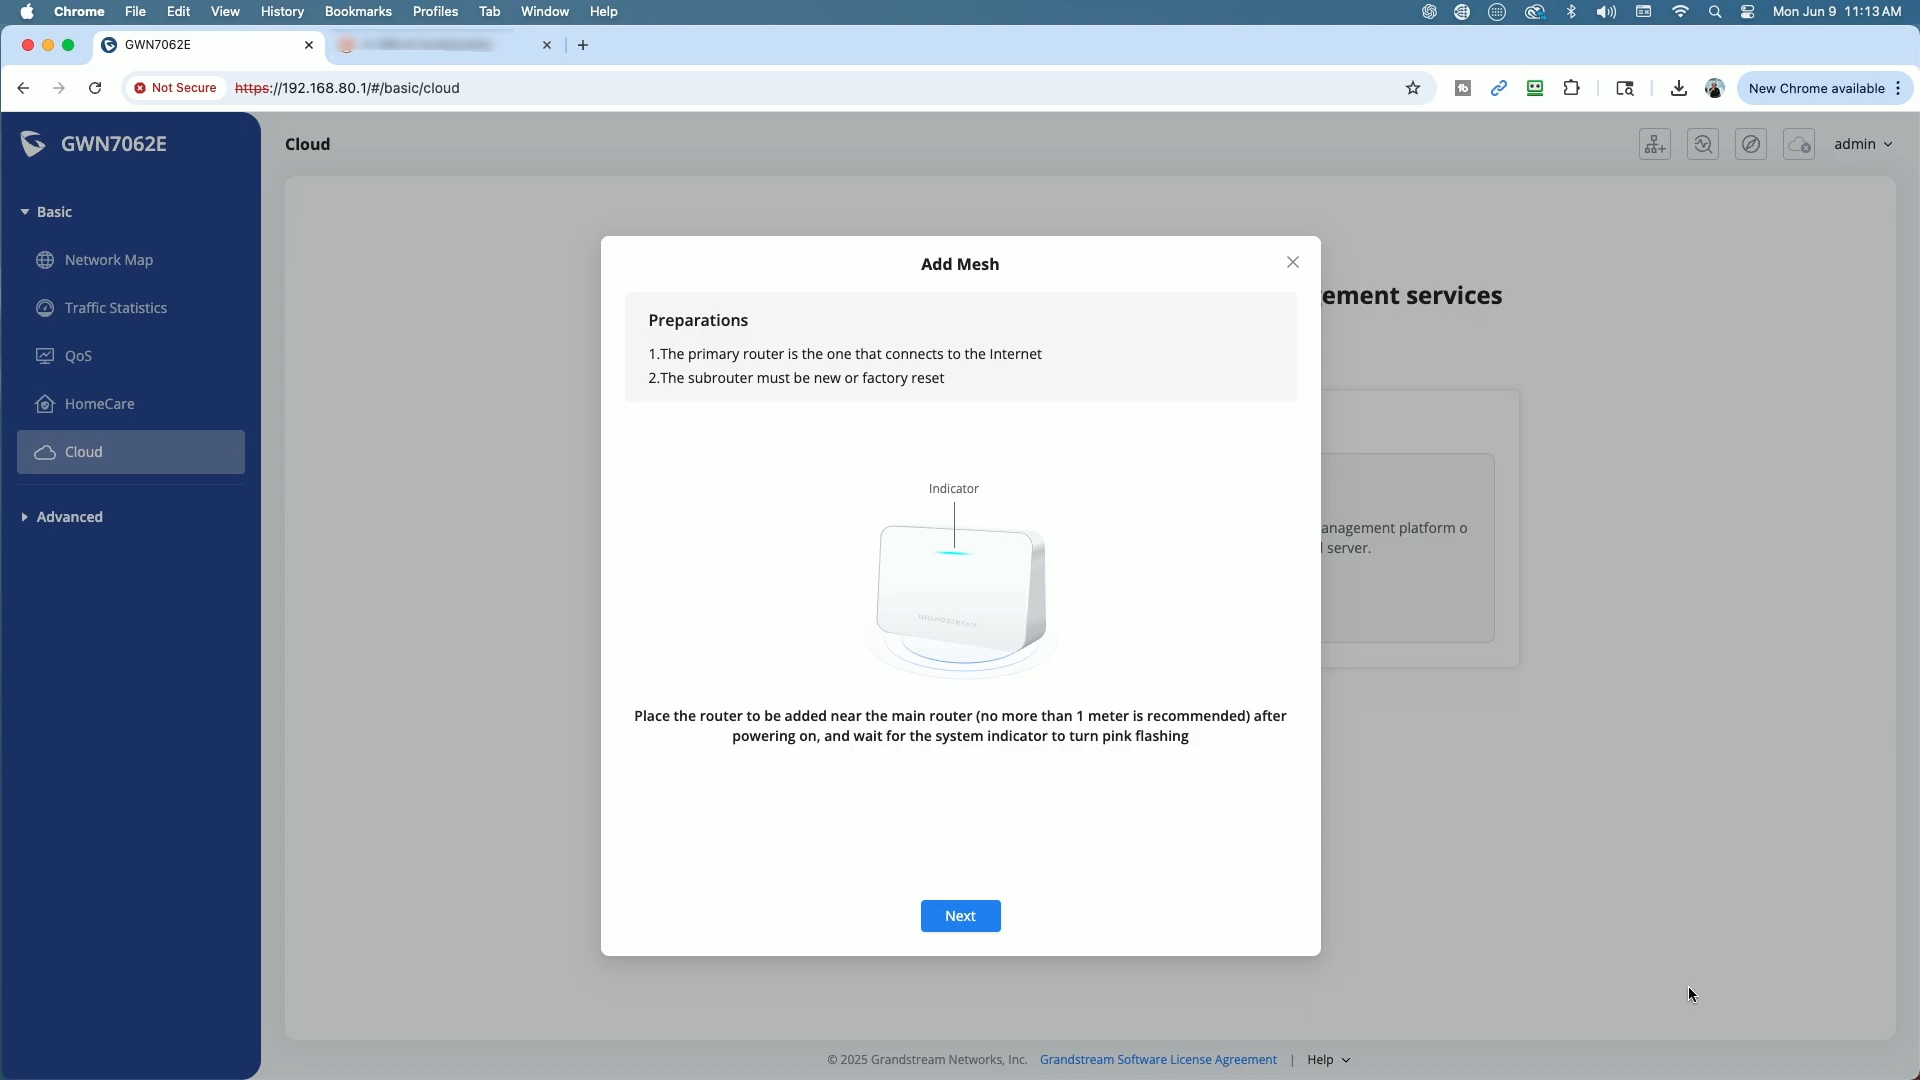 Chrome File Edit View History Bookmarks Profiles Tab Window Help Mon Jun 9 11:13 AM
GWN7062E
Not Secure https://192.168.80.1/#/basic/cloud New Chrome available
GWN7062E
Cloud
admin
Basic
Network Map
Traffic Statistics
QoS
HomeCare
Cloud
Advanced
ement services
anagement platform o
server.
Add Mesh
Preparations
1.The primary router is the one that connects to the Internet
2.The subrouter must be new or factory reset
Indicator
GRANDSTREAM
Place the router to be added near the main router (no more than 1 meter is recommended) after
powering on, and wait for the system indicator to turn pink flashing
Next
© 2025 Grandstream Networks, Inc. Grandstream Software License Agreement | Help